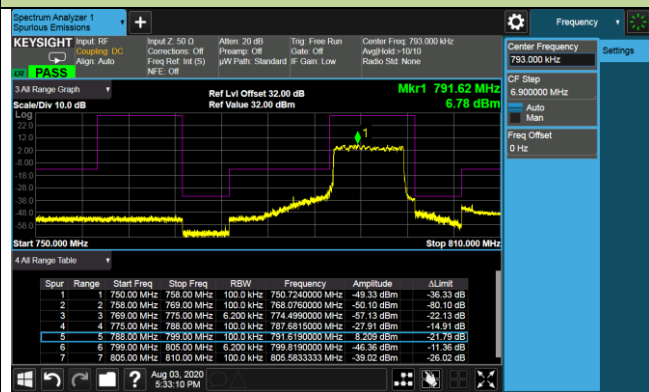 Spectrum Analyzer 1
Spurious Emissions
Frequency
KEYSIGHT
Input: RF
Coupling: DC
Align: Auto
Input Z: 50 Ω
Corrections: Off
Freq Ref: Int (S)
NFE: Off
Atten: 20 dB
Preamp: Off
µW Path: Standard
Trig: Free Run
Gate: Off
IF Gain: Low
Center Freq: 793.000 kHz
Avg|Hold:>10/10
Radio Std: None
PASS
Center Frequency
793.000 kHz
Settings
CF Step
6.900000 MHz
Auto
Man
Freq Offset
0 Hz
3 All Range Graph
Scale/Div 10.0 dB
Ref Lvl Offset 32.00 dB
Ref Value 32.00 dBm
Mkr1 791.62 MHz
6.78 dBm
Log
22.0
12.0
2.00
-8.00
-18.0
-28.0
-38.0
-48.0
-58.0
1
Start 750.000 MHz
Stop 810.000 MHz
4 All Range Table
Spur Range Start Freq Stop Freq RBW Frequency Amplitude ΔLimit
1 1 750.00 MHz 758.00 MHz 100.0 kHz 750.7240000 MHz -49.33 dBm -36.33 dB
2 2 758.00 MHz 769.00 MHz 100.0 kHz 768.0760000 MHz -50.10 dBm -80.10 dB
3 3 769.00 MHz 775.00 MHz 6.200 kHz 774.4990000 MHz -57.13 dBm -22.13 dB
4 4 775.00 MHz 788.00 MHz 100.0 kHz 787.6815000 MHz -27.91 dBm -14.91 dB
5 5 788.00 MHz 799.00 MHz 100.0 kHz 791.6190000 MHz 8.209 dBm -21.79 dB
6 6 799.00 MHz 805.00 MHz 6.200 kHz 799.8190000 MHz -46.36 dBm -11.36 dB
7 7 805.00 MHz 810.00 MHz 100.0 kHz 805.5833333 MHz -39.02 dBm -26.02 dB
Aug 03, 2020
5:33:10 PM